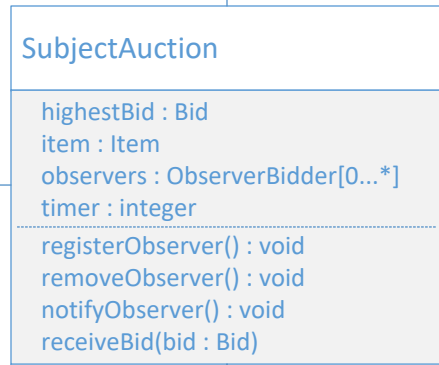 SubjectAuction
highestBid : Bid
item : Item
observers : ObserverBidder[0...*]
timer : integer
registerObserver() : void
removeObserver() : void
notifyObserver() : void
receiveBid(bid : Bid)